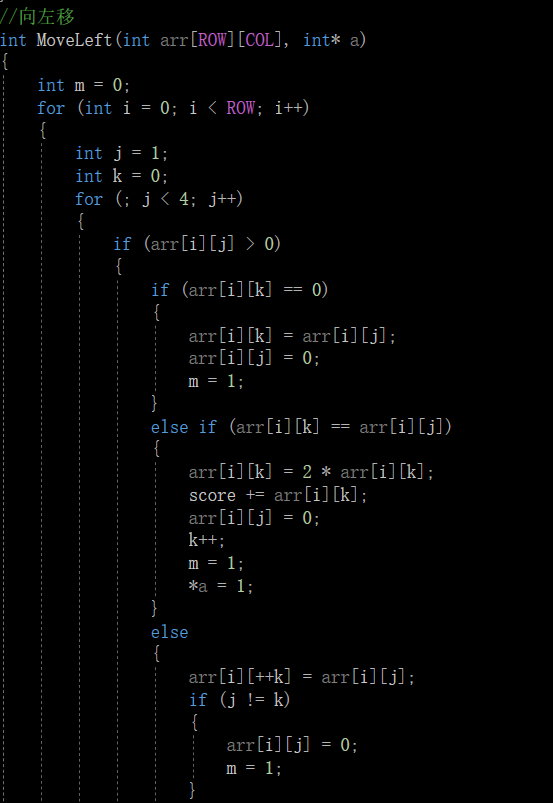 //向左移
int MoveLeft(int arr[ROW][COL], int* a)
{
    int m = 0;
    for (int i = 0; i < ROW; i++)
    {
        int j = 1;
        int k = 0;
        for (; j < 4; j++)
        {
            if (arr[i][j] > 0)
            {
                if (arr[i][k] == 0)
                {
                    arr[i][k] = arr[i][j];
                    arr[i][j] = 0;
                    m = 1;
                }
                else if (arr[i][k] == arr[i][j])
                {
                    arr[i][k] = 2 * arr[i][k];
                    score += arr[i][k];
                    arr[i][j] = 0;
                    k++;
                    m = 1;
                    *a = 1;
                }
                else
                {
                    arr[i][++k] = arr[i][j];
                    if (j != k)
                    {
                        arr[i][j] = 0;
                        m = 1;
                    }